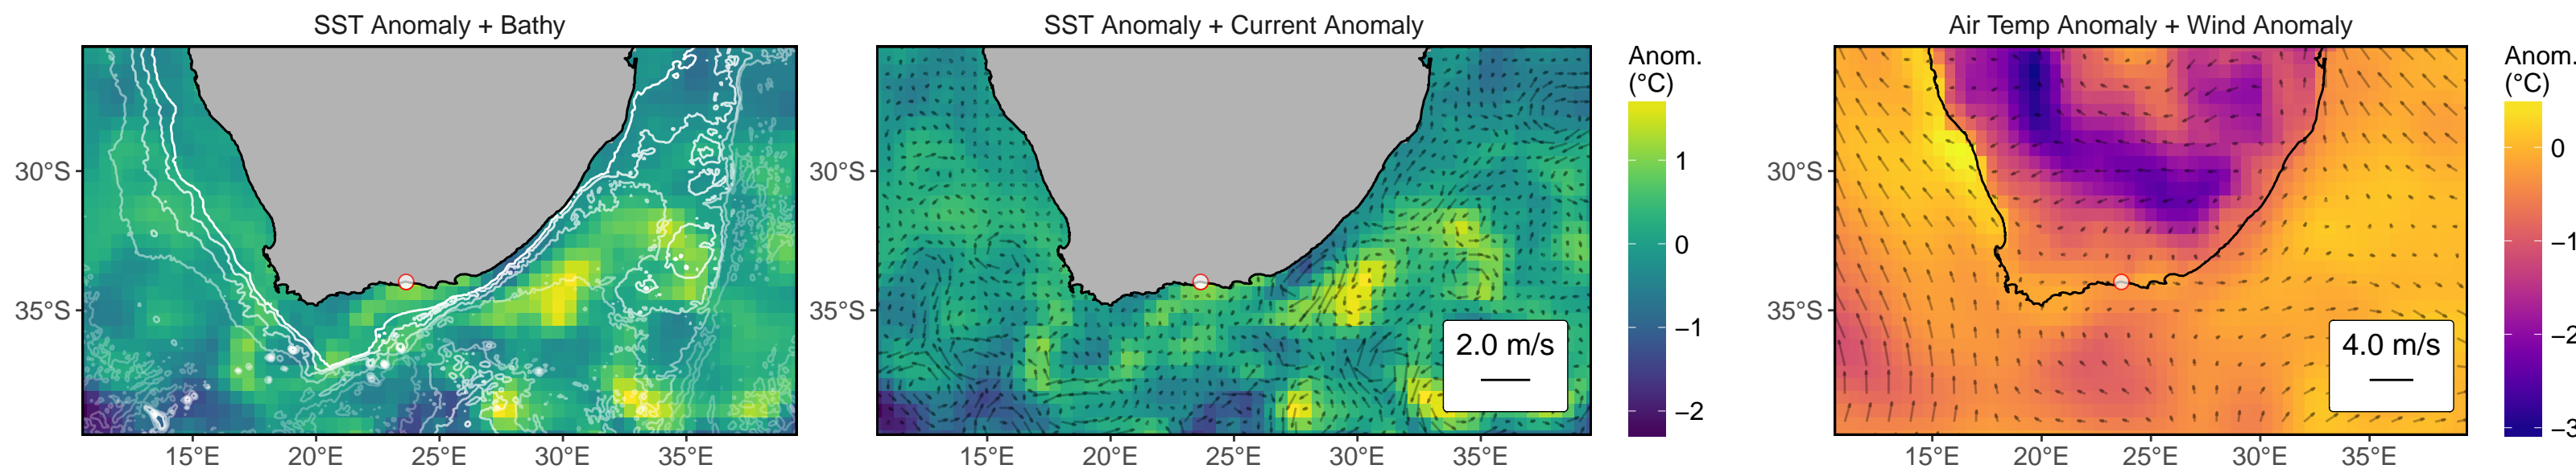 SST Anomaly + Bathy
30°S
35°S
15°E 20°E 25°E 30°E 35°E
SST Anomaly + Current Anomaly
30°S
35°S
2.0 m/s
15°E 20°E 25°E 30°E 35°E
Anom.
(°C)
1
0
−1
−2
Air Temp Anomaly + Wind Anomaly
30°S
35°S
4.0 m/s
15°E 20°E 25°E 30°E 35°E
Anom.
(°C)
0
−1
−2
−3